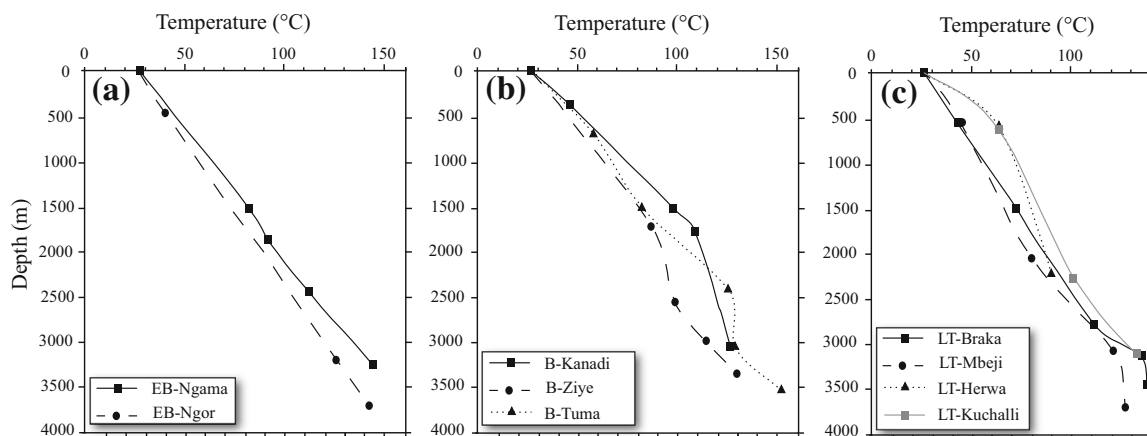 Temperature (°C)
0 50 100 150
(a)
Depth (m)
0
500
1000
1500
2000
2500
3000
3500
4000
EB-Ngama
EB-Ngor
Temperature (°C)
0 50 100 150
(b)
0
500
1000
1500
2000
2500
3000
3500
4000
B-Kanadi
B-Ziye
B-Tuma
Temperature (°C)
0 50 100
(c)
0
500
1000
1500
2000
2500
3000
3500
4000
LT-Braka
LT-Mbeji
LT-Herwa
LT-Kuchalli